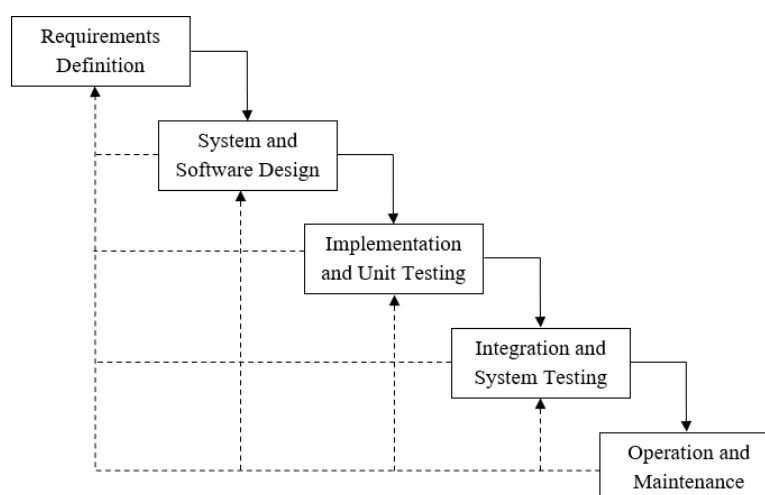 Requirements
Definition
System and
Software Design
Implementation
and Unit Testing
Integration and
System Testing
Operation and
Maintenance